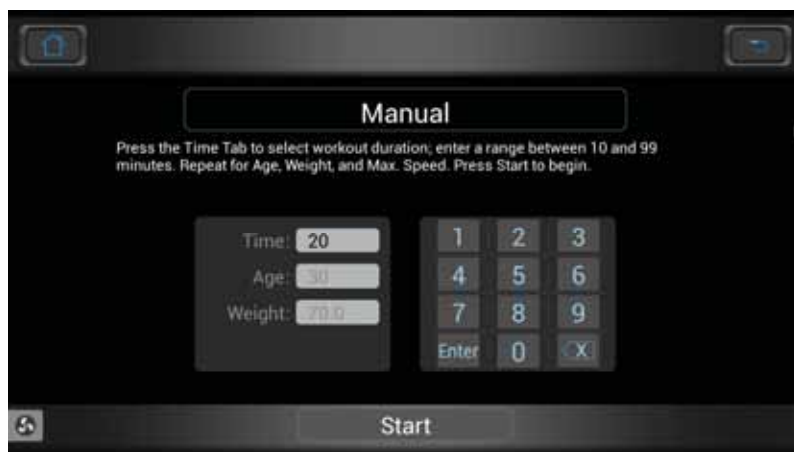 Manual
Press the Time Tab to select workout duration; enter a range between 10 and 99
minutes. Repeat for Age, Weight, and Max. Speed. Press Start to begin.
Time: 20
Age: 30
Weight: 70.0
1 2 3
4 5 6
7 8 9
Enter 0 X
Start